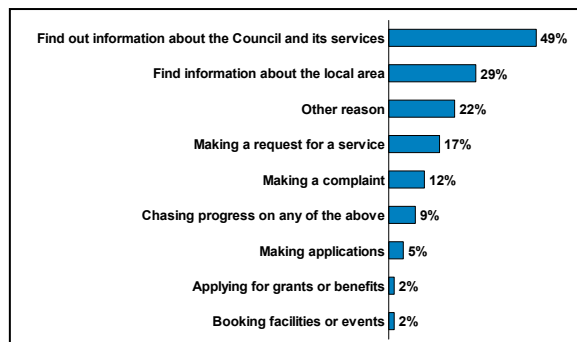 Find out information about the Council and its services 49%
Find information about the local area 29%
Other reason 22%
Making a request for a service 17%
Making a complaint 12%
Chasing progress on any of the above 9%
Making applications 5%
Applying for grants or benefits 2%
Booking facilities or events 2%